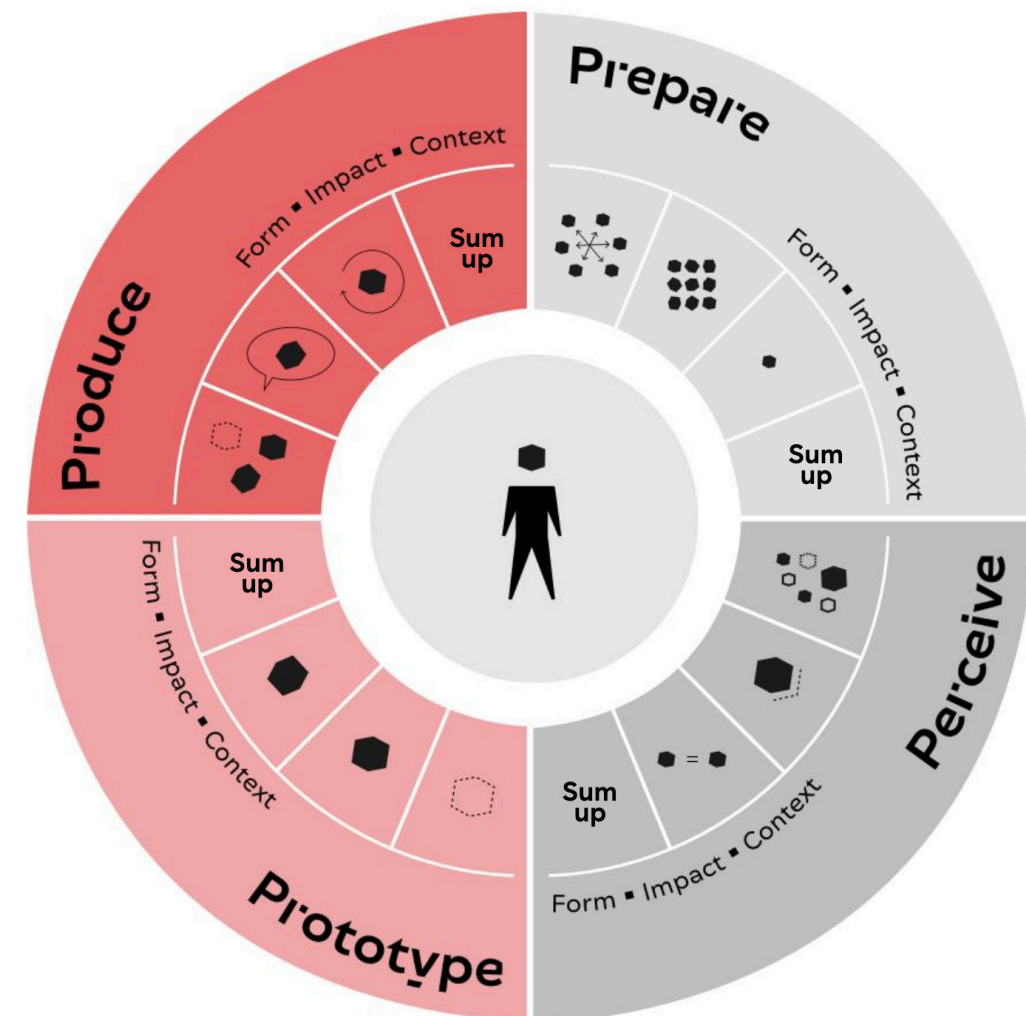 Prepare
Form ▪ Impact ▪ Context
Sum
up
Perceive
Form ▪ Impact ▪ Context
=
Sum
up
Prototype
Form ▪ Impact ▪ Context
Sum
up
Produce
Form ▪ Impact ▪ Context
Sum
up